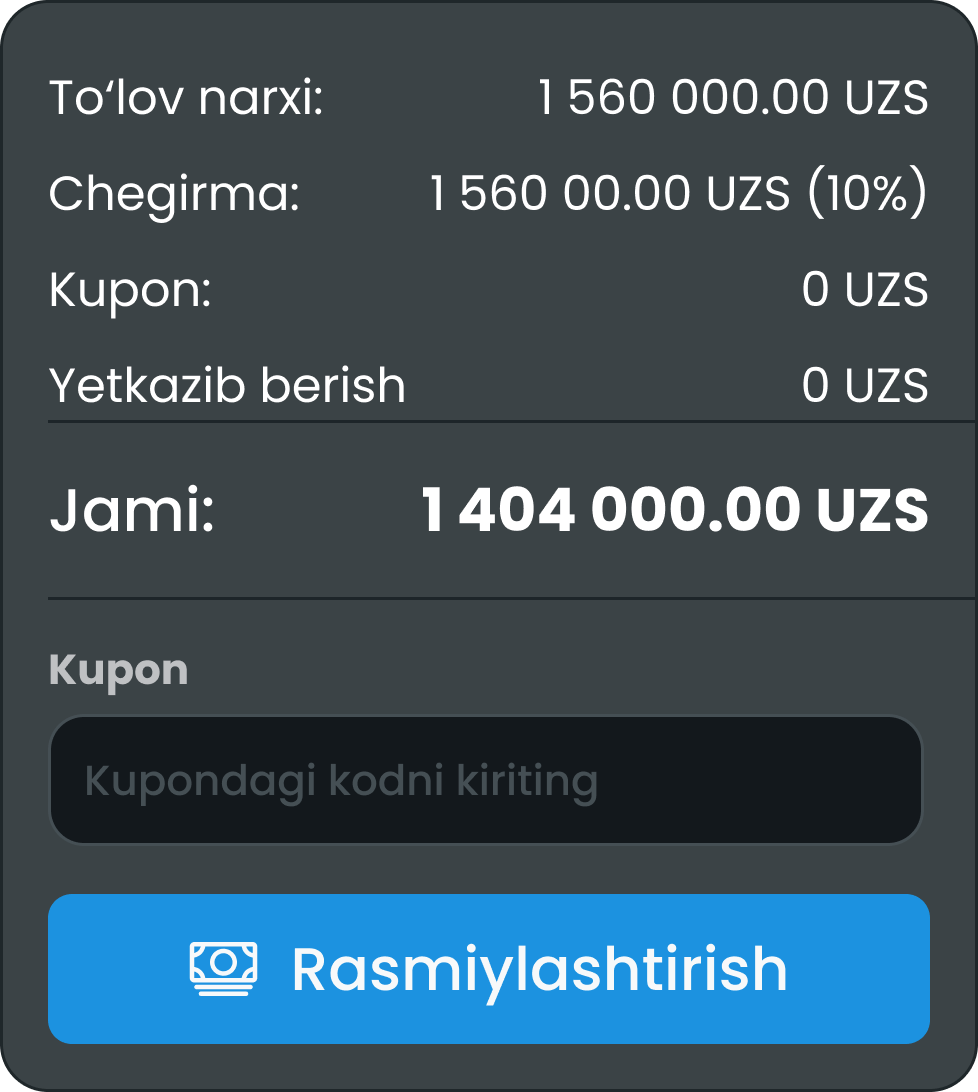 To‘lov narxi: 1 560 000.00 UZS
Chegirma: 1 560 00.00 UZS (10%)
Kupon: 0 UZS
Yetkazib berish 0 UZS
Jami: 1 404 000.00 UZS
Kupon
Kupondagi kodni kiriting
Rasmiylashtirish